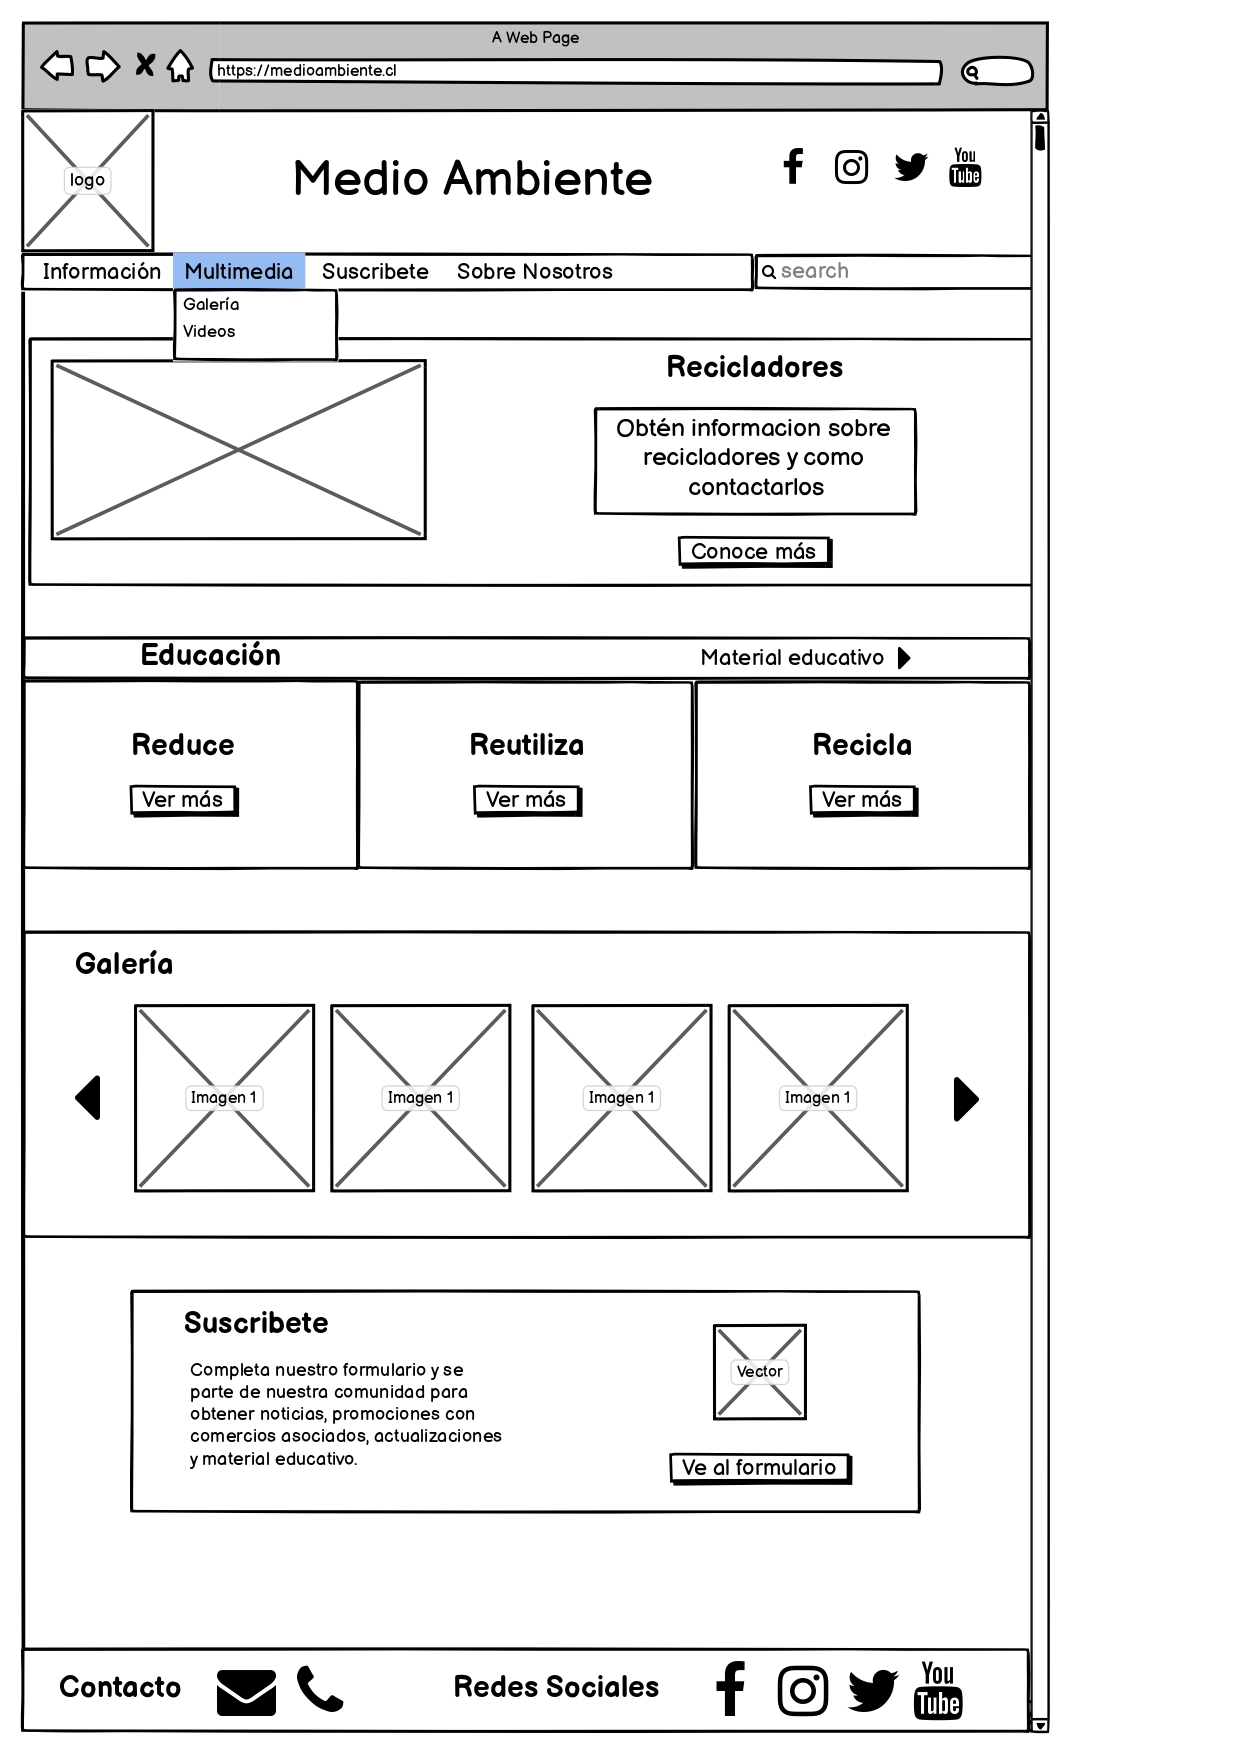 A Web Page
https://medioambiente.cl
logo
Medio Ambiente
You
Tube
Información Multimedia Suscribete Sobre Nosotros
search
Galería
Videos
Recicladores
Obtén informacion sobre
recicladores y como
contactarlos
Conoce más
Educación
Material educativo
Reduce
Reutiliza
Recicla
Ver más
Ver más
Ver más
Galería
Imagen 1
Imagen 1
Imagen 1
Imagen 1
Suscribete
Completa nuestro formulario y se
parte de nuestra comunidad para
obtener noticias, promociones con
comercios asociados, actualizaciones
y material educativo.
Vector
Ve al formulario
Contacto
Redes Sociales
You
Tube